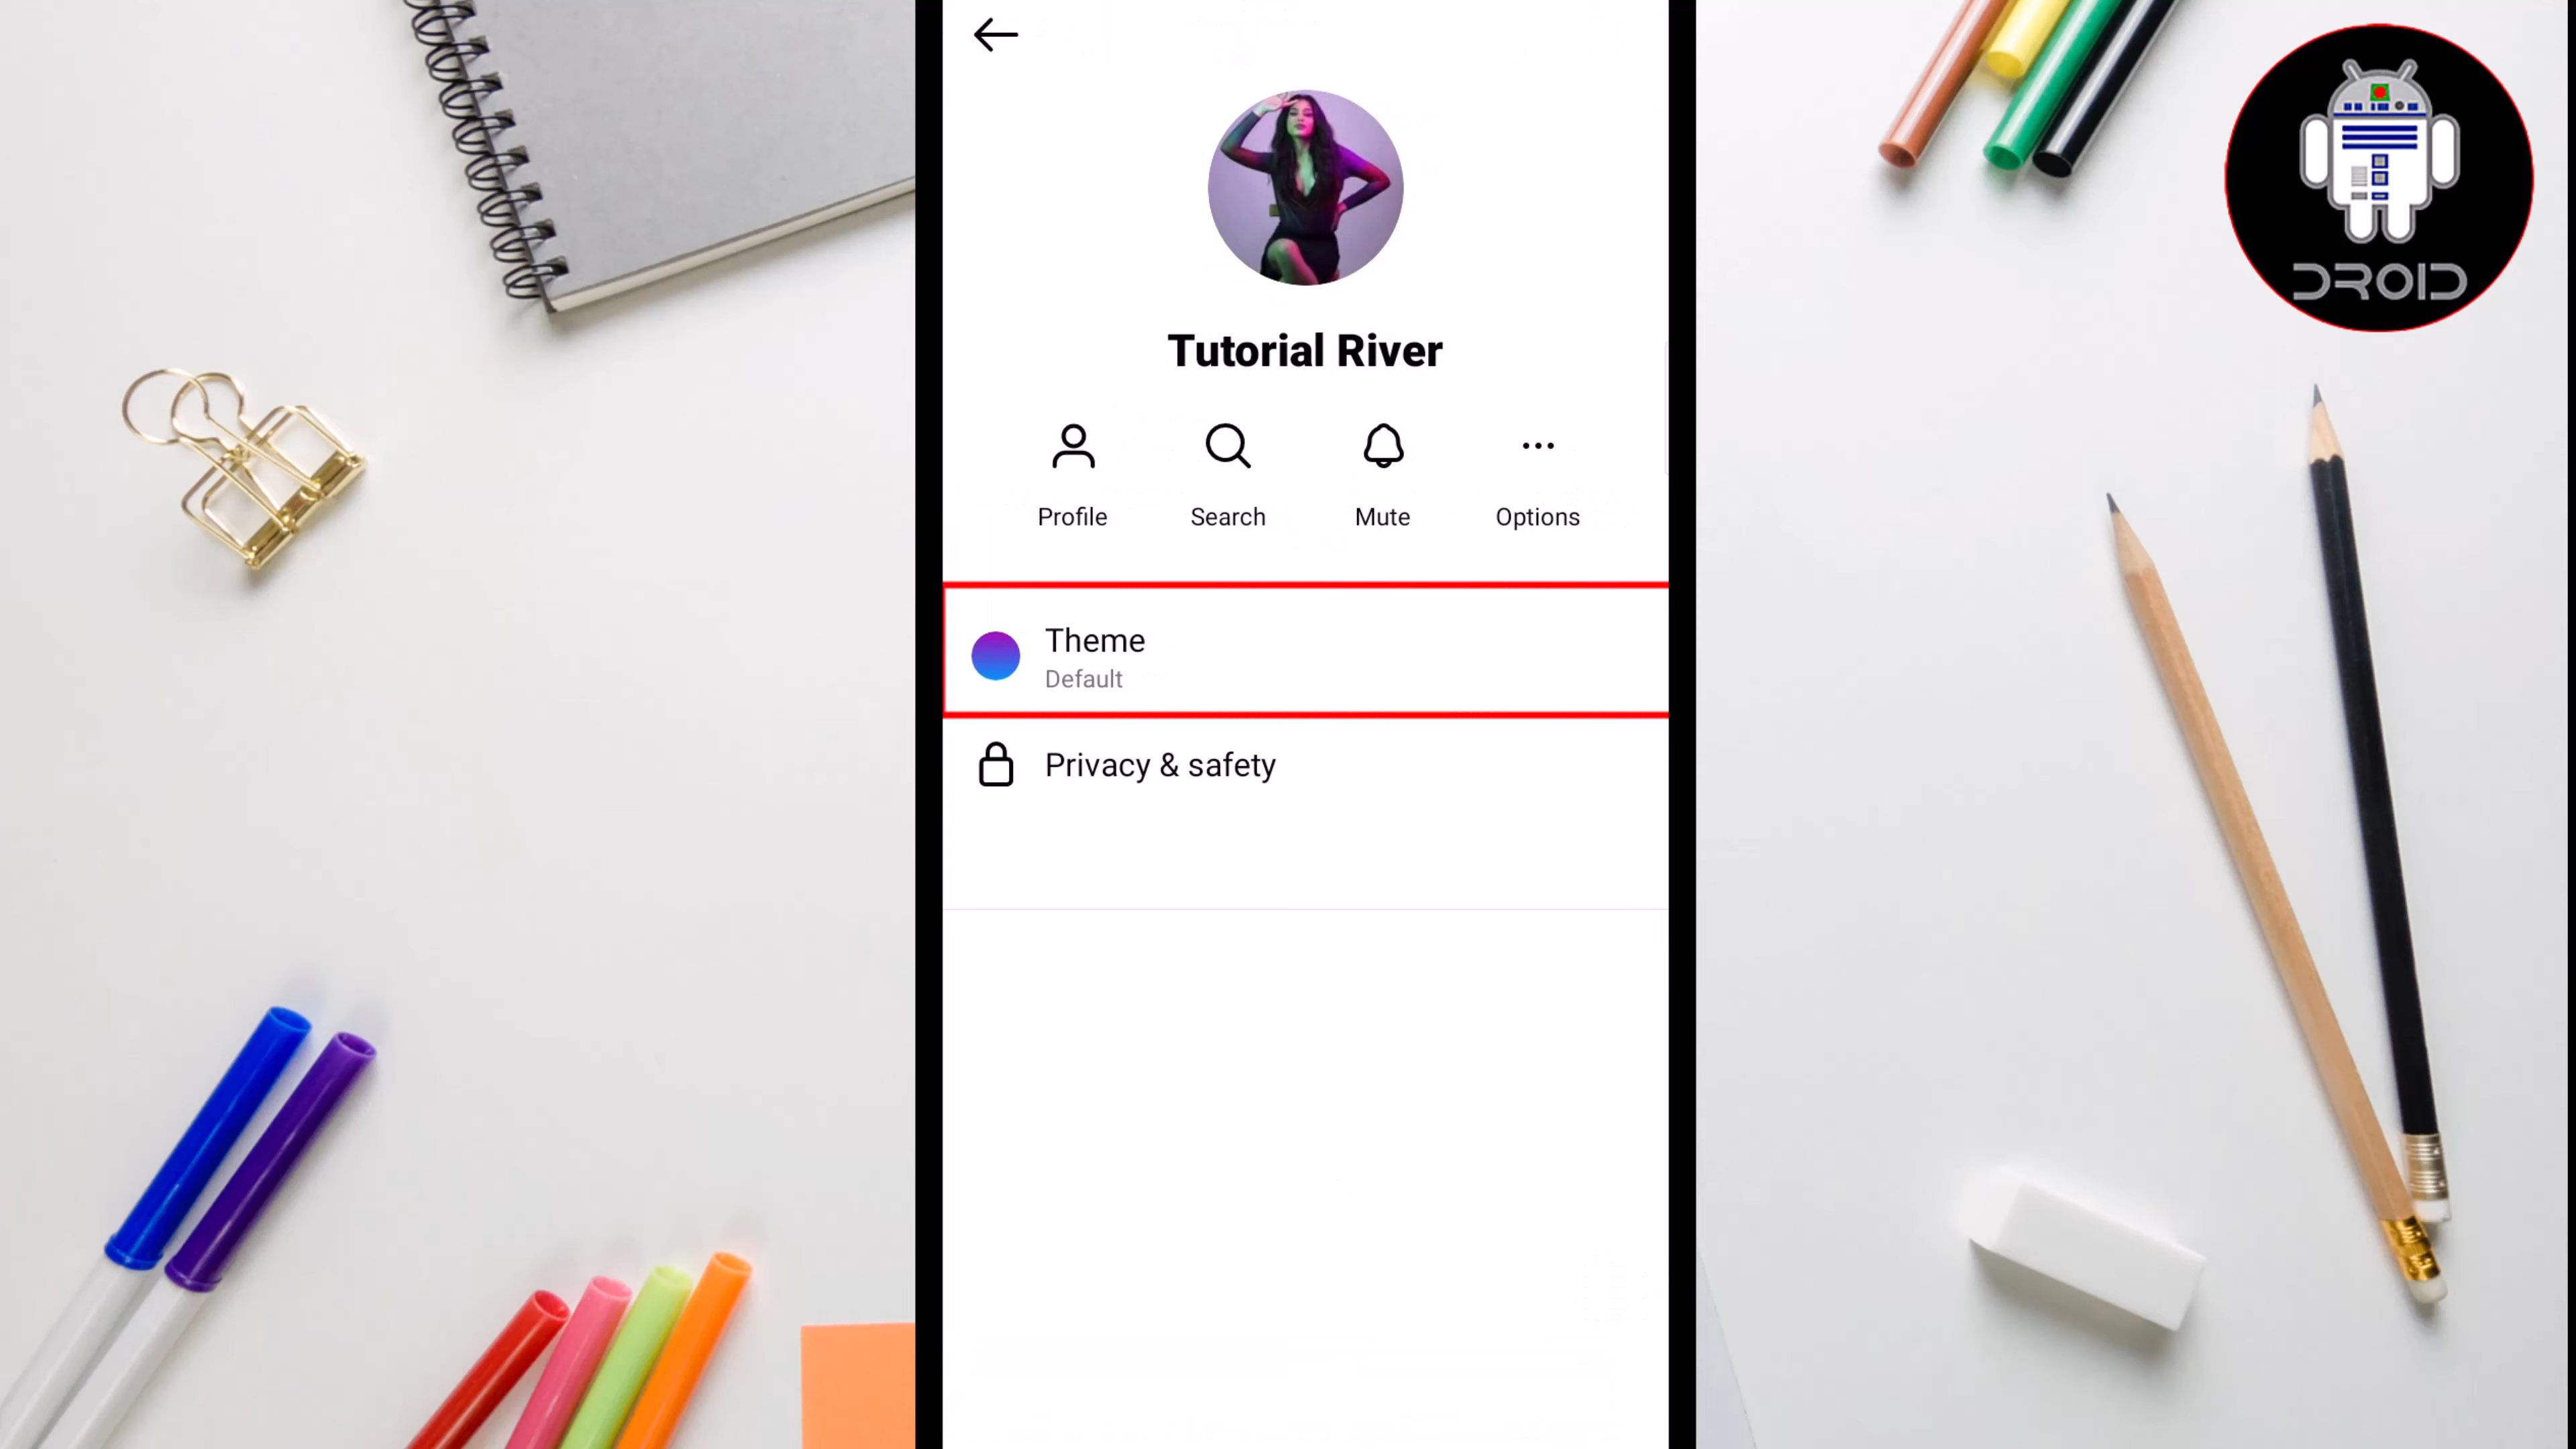 DROID
Tutorial River
Profile Search Mute Options
Theme
Default
Privacy & safety